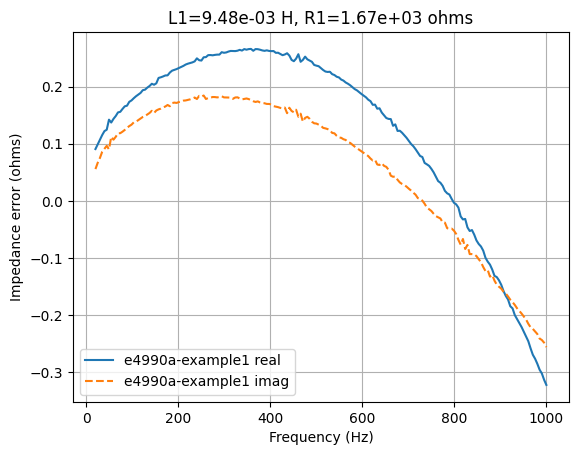 L1=9.48e-03 H, R1=1.67e+03 ohms
Impedance error (ohms)
0.2
0.1
0.0
−0.1
−0.2
−0.3
e4990a-example1 real
e4990a-example1 imag
0
200
400
600
800
1000
Frequency (Hz)